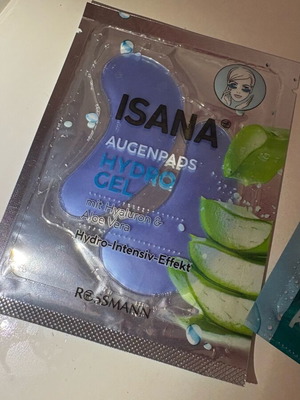 ISANA®
AUGENPADS
HYDRO
GEL
mit Hyaluron &
Aloe Vera
Hydro-Intensiv-Effekt
ROSSMANN